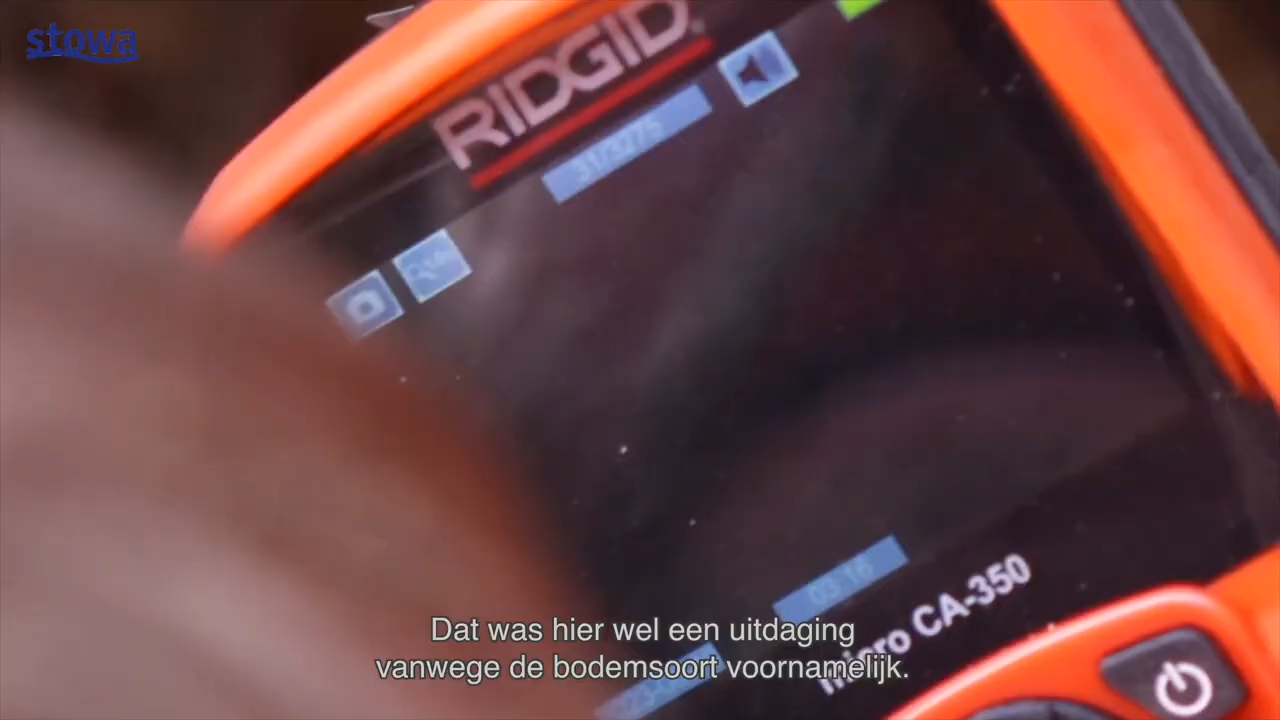 stowa
RIDGID
micro CA-350
Dat was hier wel een uitdaging
vanwege de bodemsoort voornamelijk.